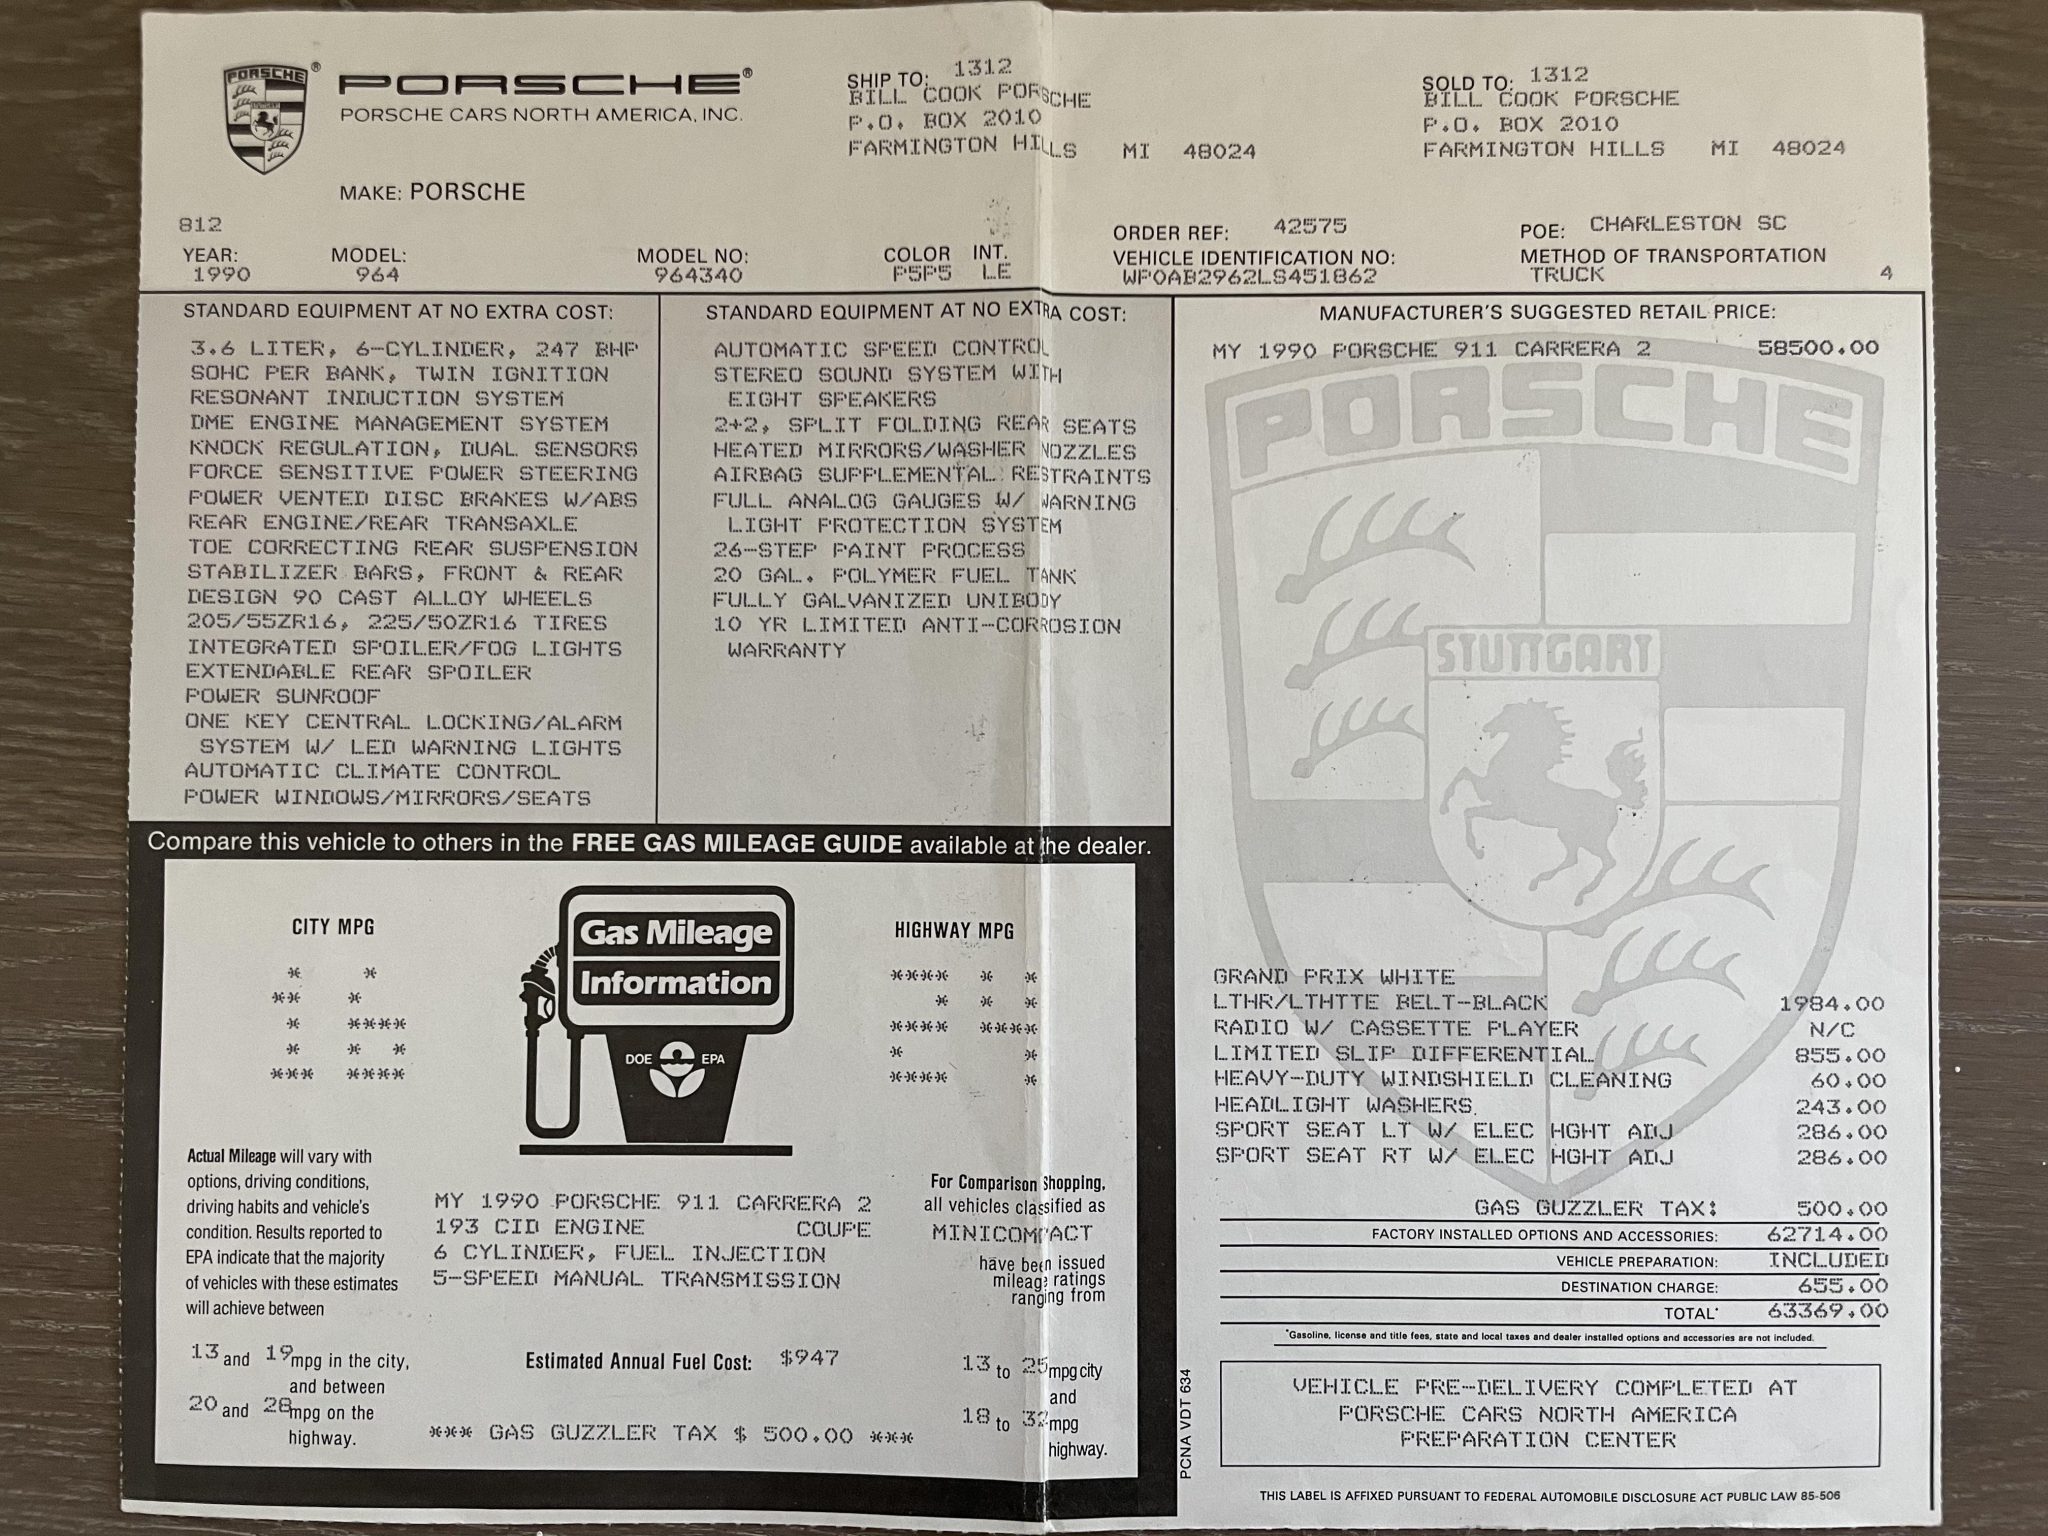 PORSCHE ® PORSCHE®
PORSCHE CARS NORTH AMERICA, INC.
MAKE: PORSCHE
SHIP TO: 1312
BILL COOK PORSCHE
P.O. BOX 2010
FARMINGTON HILLS MI 48024
SOLD TO: 1312
BILL COOK PORSCHE
P.O. BOX 2010
FARMINGTON HILLS MI 48024
812
YEAR: MODEL: MODEL NO: COLOR INT.
1990 964 964340 P5P5 LE
ORDER REF: 42575
VEHICLE IDENTIFICATION NO:
WP0AB2962LS451862
POE: CHARLESTON SC
METHOD OF TRANSPORTATION
TRUCK 4
STANDARD EQUIPMENT AT NO EXTRA COST:
3.6 LITER, 6-CYLINDER, 247 BHP
SOHC PER BANK, TWIN IGNITION
RESONANT INDUCTION SYSTEM
DME ENGINE MANAGEMENT SYSTEM
KNOCK REGULATION, DUAL SENSORS
FORCE SENSITIVE POWER STEERING
POWER VENTED DISC BRAKES W/ABS
REAR ENGINE/REAR TRANSAXLE
TOE CORRECTING REAR SUSPENSION
STABILIZER BARS, FRONT & REAR
DESIGN 90 CAST ALLOY WHEELS
205/55ZR16, 225/50ZR16 TIRES
INTEGRATED SPOILER/FOG LIGHTS
EXTENDABLE REAR SPOILER
POWER SUNROOF
ONE KEY CENTRAL LOCKING/ALARM
SYSTEM W/ LED WARNING LIGHTS
AUTOMATIC CLIMATE CONTROL
POWER WINDOWS/MIRRORS/SEATS
STANDARD EQUIPMENT AT NO EXTRA COST:
AUTOMATIC SPEED CONTROL
STEREO SOUND SYSTEM WITH
EIGHT SPEAKERS
2+2, SPLIT FOLDING REAR SEATS
HEATED MIRRORS/WASHER NOZZLES
AIRBAG SUPPLEMENTAL RESTRAINTS
FULL ANALOG GAUGES W/ WARNING
LIGHT PROTECTION SYSTEM
26-STEP PAINT PROCESS
20 GAL. POLYMER FUEL TANK
FULLY GALVANIZED UNIBODY
10 YR LIMITED ANTI-CORROSION
WARRANTY
MANUFACTURER'S SUGGESTED RETAIL PRICE:
MY 1990 PORSCHE 911 CARRERA 2 58500.00
PORSCHE
STUTTGART
GRAND PRIX WHITE
LTHR/LTHTTE BELT-BLACK 1984.00
RADIO W/ CASSETTE PLAYER N/C
LIMITED SLIP DIFFERENTIAL 855.00
HEAVY-DUTY WINDSHIELD CLEANING 60.00
HEADLIGHT WASHERS 243.00
SPORT SEAT LT W/ ELEC HGHT ADJ 286.00
SPORT SEAT RT W/ ELEC HGHT ADJ 286.00
GAS GUZZLER TAX: 500.00
FACTORY INSTALLED OPTIONS AND ACCESSORIES: 62714.00
VEHICLE PREPARATION: INCLUDED
DESTINATION CHARGE: 655.00
TOTAL* 63369.00
*Gasoline, license and title fees, state and local taxes and dealer installed options and accessories are not included.
VEHICLE PRE-DELIVERY COMPLETED AT
PORSCHE CARS NORTH AMERICA
PREPARATION CENTER
THIS LABEL IS AFFIXED PURSUANT TO FEDERAL AUTOMOBILE DISCLOSURE ACT PUBLIC LAW 85-506
PCNA VDT 634
Compare this vehicle to others in the FREE GAS MILEAGE GUIDE available at the dealer.
CITY MPG
16
Gas Mileage
Information
DOE EPA
HIGHWAY MPG
24
Actual Mileage will vary with
options, driving conditions,
driving habits and vehicle's
condition. Results reported to
EPA indicate that the majority
of vehicles with these estimates
will achieve between
13 and 19 mpg in the city,
and between
20 and 28 mpg on the
highway.
MY 1990 PORSCHE 911 CARRERA 2
193 CID ENGINE COUPE
6 CYLINDER, FUEL INJECTION
5-SPEED MANUAL TRANSMISSION
Estimated Annual Fuel Cost: $947
*** GAS GUZZLER TAX $ 500.00 ***
For Comparison Shopping,
all vehicles classified as
MINICOMPACT
have been issued
mileage ratings
ranging from
13 to 25 mpg city
and
18 to 32 mpg
highway.